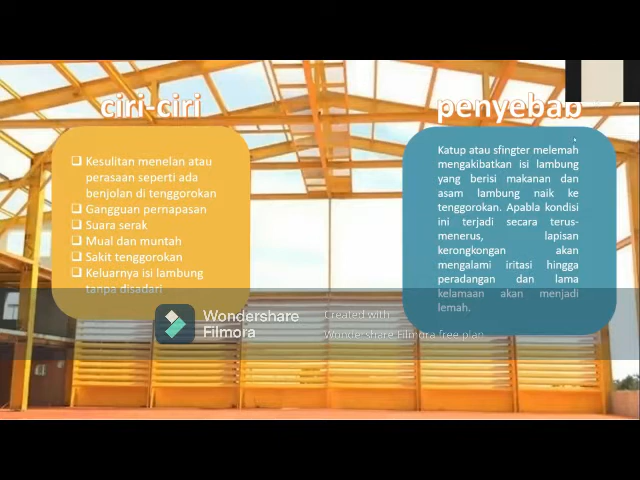 ciri-ciri
❑ Kesulitan menelan atau
perasaan seperti ada
benjolan di tenggorokan
❑ Gangguan pernapasan
❑ Suara serak
❑ Mual dan muntah
❑ Sakit tenggorokan
❑ Keluarnya isi lambung
tanpa disadari
penyebab
Katup atau sfingter melemah
mengakibatkan isi lambung
yang berisi makanan dan
asam lambung naik ke
tenggorokan. Apabla kondisi
ini terjadi secara terus-
menerus, lapisan
kerongkongan akan
mengalami iritasi hingga
peradangan dan lama
kelamaan akan menjadi
lemah.
Wondershare
Filmora
Created with
Wondershare Filmora free plan